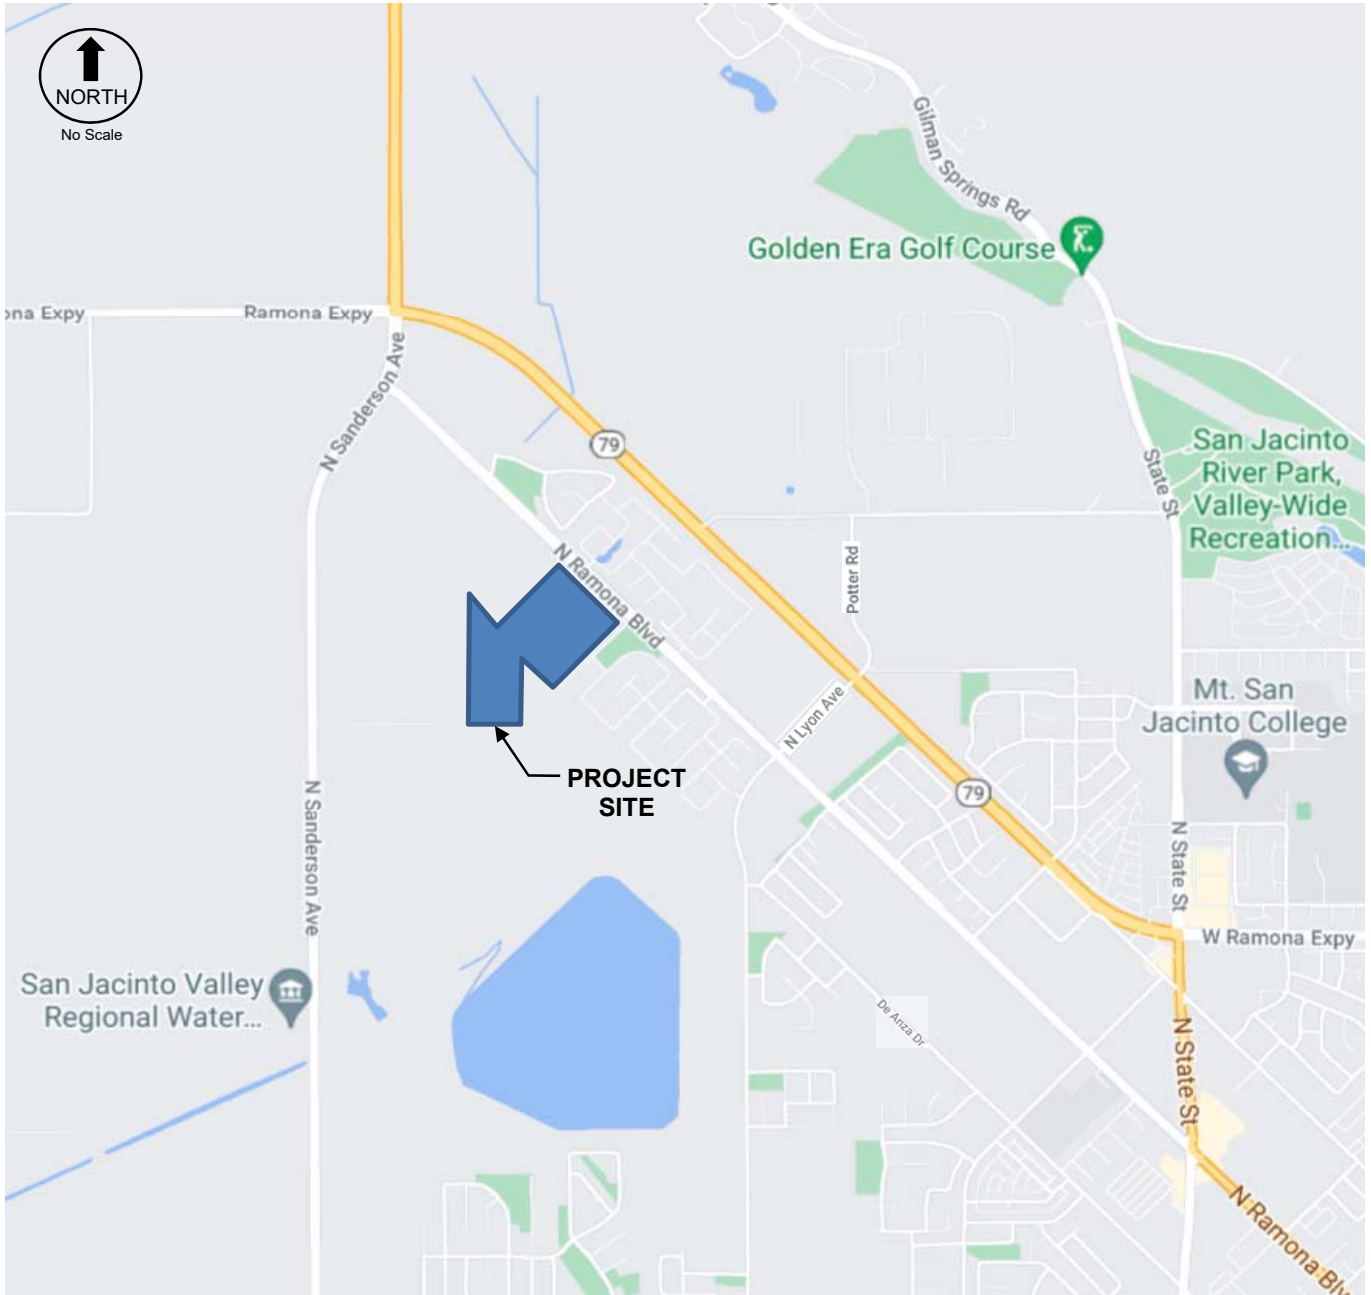 NORTH
No Scale
Gilman Springs Rd
Golden Era Golf Course
ona Expy
Ramona Expy
N Sanderson Ave
79
San Jacinto
River Park,
Valley-Wide
Recreation...
State St
N Ramona Blvd
Potter Rd
N Lyon Ave
Mt. San
Jacinto College
PROJECT
SITE
79
N Sanderson Ave
N State St
W Ramona Expy
San Jacinto Valley
Regional Water...
De Anza Dr
N State St
N Ramona Blv